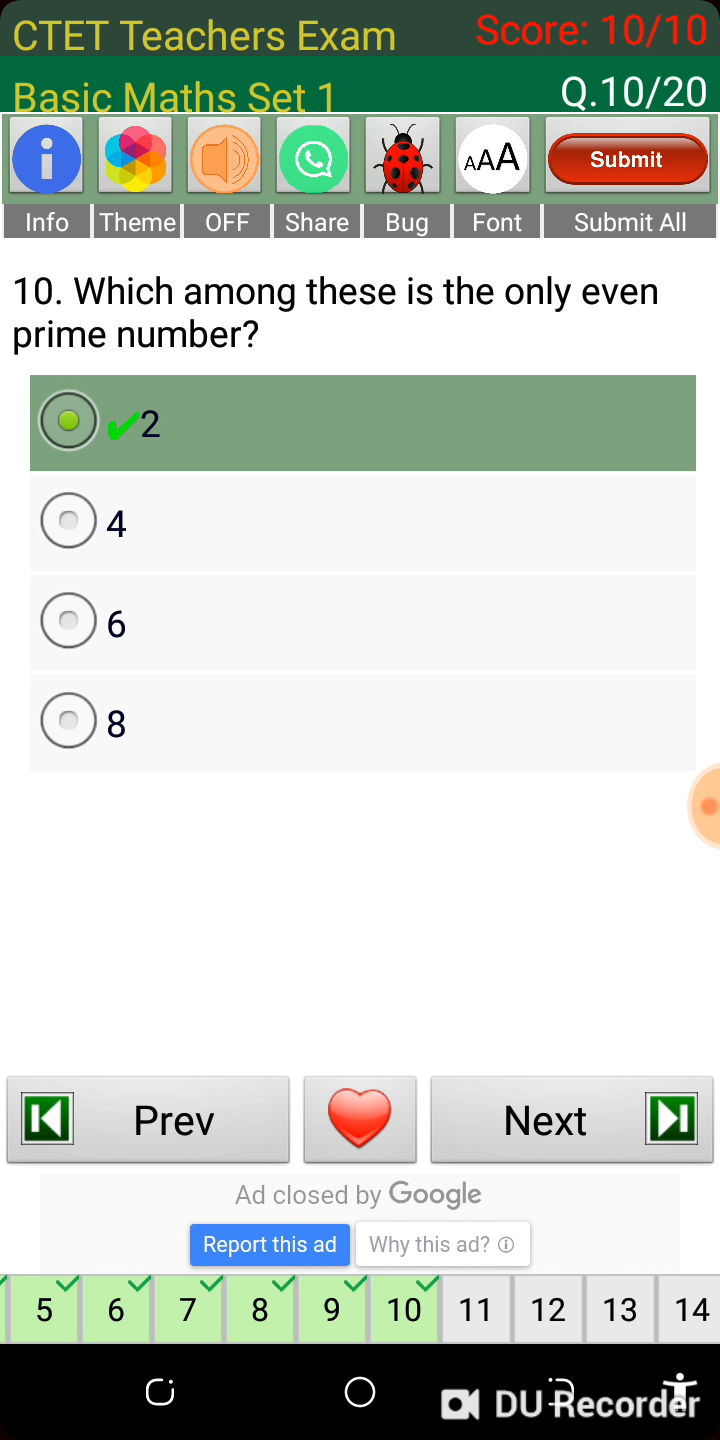 CTET Teachers Exam
Score: 10/10
Basic Maths Set 1
Q.10/20
AAA
Submit
Info
Theme
OFF
Share
Bug
Font
Submit All
10. Which among these is the only even
prime number?
2
4
6
8
Prev
Next
Ad closed by Google
Report this ad
Why this ad?
5 6 7 8 9 10 11 12 13 14
DU Recorder